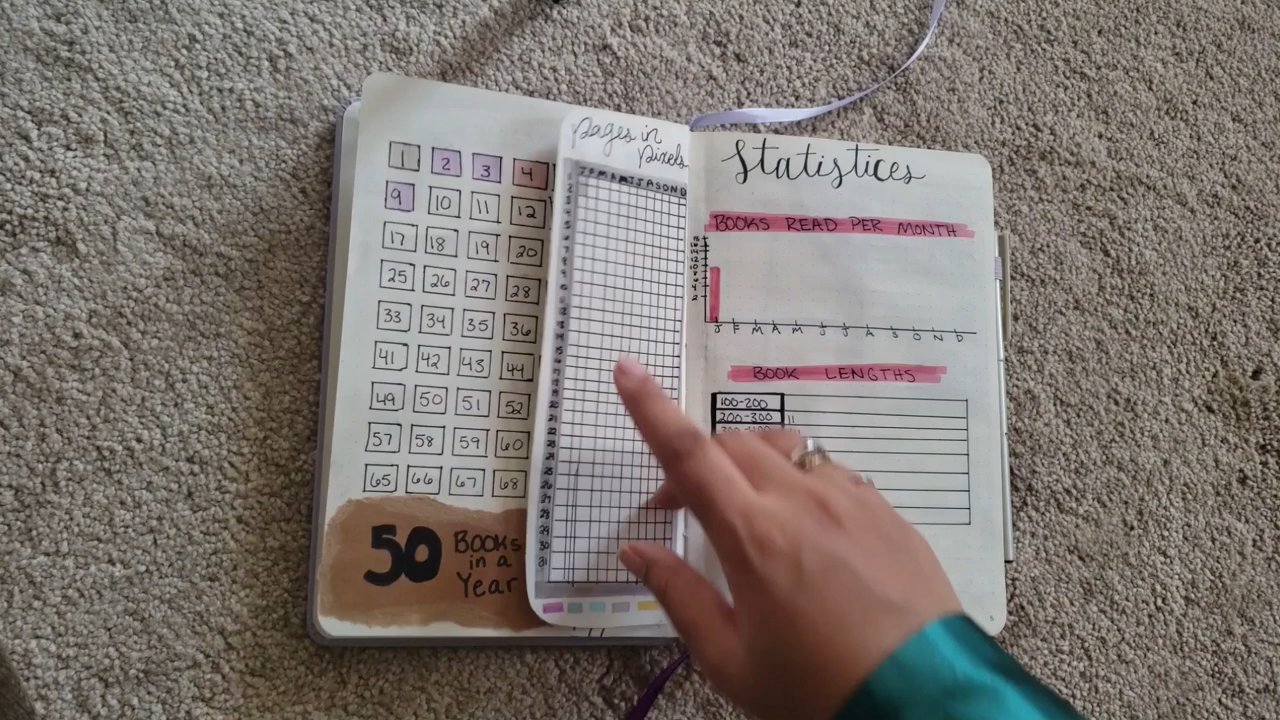 1 2 3 4
9 10 11 12
17 18 19 20
25 26 27 28
33 34 35 36
41 42 43 44
49 50 51 52
57 58 59 60
65 66 67 68
50 Books
in a
Year
pages in
pixels
J F M A M J J A S O N D
Statistices
BOOKS READ PER MONTH
J F M A M J J A S O N D
BOOK LENGTHS
100-200
200-300
300-400